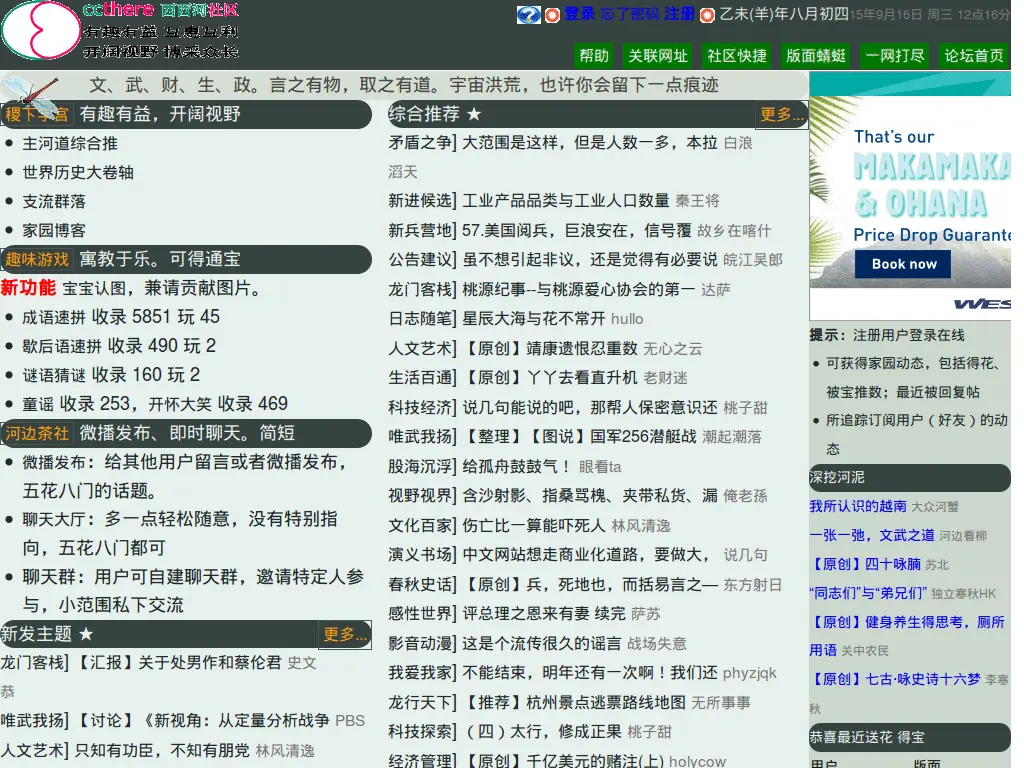 ccthere 西西河社区
有趣有益 互惠互利
开阔视野 博采众长
登录 忘了密码 注册 乙未(羊)年八月初四15年9月16日 周三 12点16分
帮助 关联网址 社区快捷 版面蜻蜓 一网打尽 论坛首页
文、武、财、生、政。言之有物，取之有道。宇宙洪荒，也许你会留下一点痕迹
稷下学宫 有趣有益，开阔视野
主河道综合推
世界历史大卷轴
支流群落
家园博客
趣味游戏 寓教于乐。可得通宝
新功能 宝宝认图，兼请贡献图片。
成语速拼 收录 5851 玩 45
歇后语速拼 收录 490 玩 2
谜语猜谜 收录 160 玩 2
童谣 收录 253，开怀大笑 收录 469
河边茶社 微播发布、即时聊天。简短
微播发布：给其他用户留言或者微播发布，
五花八门的话题。
聊天大厅：多一点轻松随意，没有特别指
向，五花八门都可
聊天群：用户可自建聊天群，邀请特定人参
与，小范围私下交流
新发主题 ★ 更多...
龙门客栈] 【汇报】关于处男作和蔡伦君 史文
恭
唯武我扬] 【讨论】《新视角：从定量分析战争 PBS
人文艺术] 只知有功臣，不知有朋党 林风清逸
综合推荐 ★ 更多...
矛盾之争] 大范围是这样，但是人数一多，本拉 白浪
滔天
新进候选] 工业产品品类与工业人口数量 秦王将
新兵营地] 57.美国阅兵，巨浪安在，信号覆 故乡在喀什
公告建议] 虽不想引起非议，还是觉得有必要说 皖江吴郎
龙门客栈] 桃源纪事--与桃源爱心协会的第一 达萨
日志随笔] 星辰大海与花不常开 hullo
人文艺术] 【原创】靖康遗恨忍重数 无心之云
生活百通] 【原创】丫丫去看直升机 老财迷
科技经济] 说几句能说的吧，那帮人保密意识还 桃子甜
唯武我扬] 【整理】【图说】国军256潜艇战 潮起潮落
股海沉浮] 给孤舟鼓鼓气！ 眼看ta
视野视界] 含沙射影、指桑骂槐、夹带私货、漏 俺老孫
文化百家] 伤亡比一算能吓死人 林风清逸
演义书场] 中文网站想走商业化道路，要做大， 说几句
春秋史话] 【原创】兵，死地也，而括易言之— 东方射日
感性世界] 评总理之恩来有妻 续完 萨苏
影音动漫] 这是个流传很久的谣言 战场失意
我爱我家] 不能结束，明年还有一次啊！我们还 phyzjqk
龙行天下] 【推荐】杭州景点逃票路线地图 无所事事
科技探索] （四）太行，修成正果 桃子甜
经济管理] 【原创】千亿美元的赌注(上) holycow
That's our
MAKAMAKA
& OHANA
Price Drop Guarante
Book now
WES
提示：注册用户登录在线
可获得家园动态，包括得花、
被宝推数；最近被回复帖
所追踪订阅用户（好友）的动
态
深挖河泥
我所认识的越南 大众河蟹
一张一弛，文武之道 河边看柳
【原创】四十咏腩 苏北
“同志们”与“弟兄们” 独立寒秋HK
【原创】健身养生得思考，厕所
用语 关中农民
【原创】七古·咏史诗十六梦 李寒
秋
恭喜最近送花 得宝
用户 版面